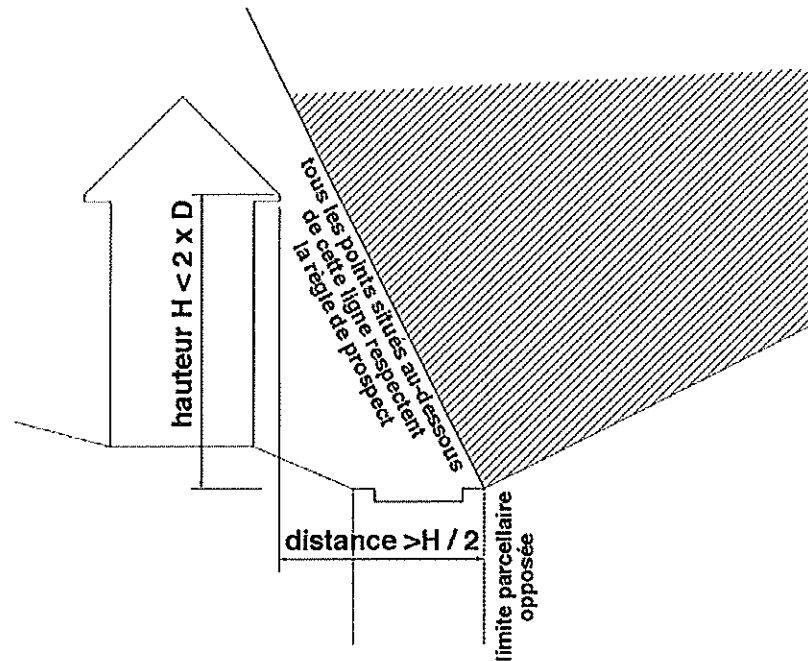 hauteur H < 2 x D
tous les points situés au-dessous
de cette ligne respectent
la règle de prospect
distance >H / 2
limite parcellaire
opposée